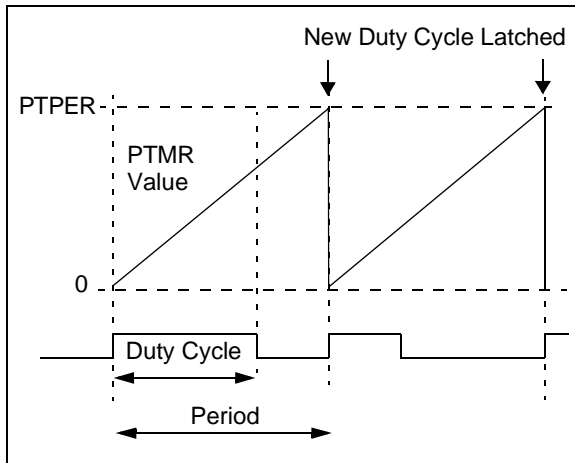 New Duty Cycle Latched
PTPER
PTMR
Value
0
Duty Cycle
Period